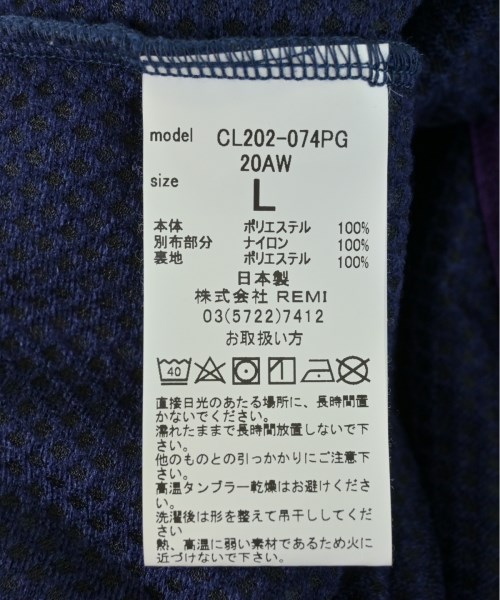 model CL202-074PG
20AW
size L
本体 ポリエステル 100%
別布部分 ナイロン 100%
裏地 ポリエステル 100%
日本製
株式会社 REMI
03(5722)7412
お取扱い方
40
直接日光のあたる場所に、長時間置
かないでください。
濡れたままで長時間放置しないで下
さい。
他のものとの引っかかりにご注意下
さい。
高温タンブラー乾燥はお避けくださ
い。
洗濯後は形を整えて吊干ししてくだ
さい
熱、高温に弱い素材であるため火に
近づけないで下さい。